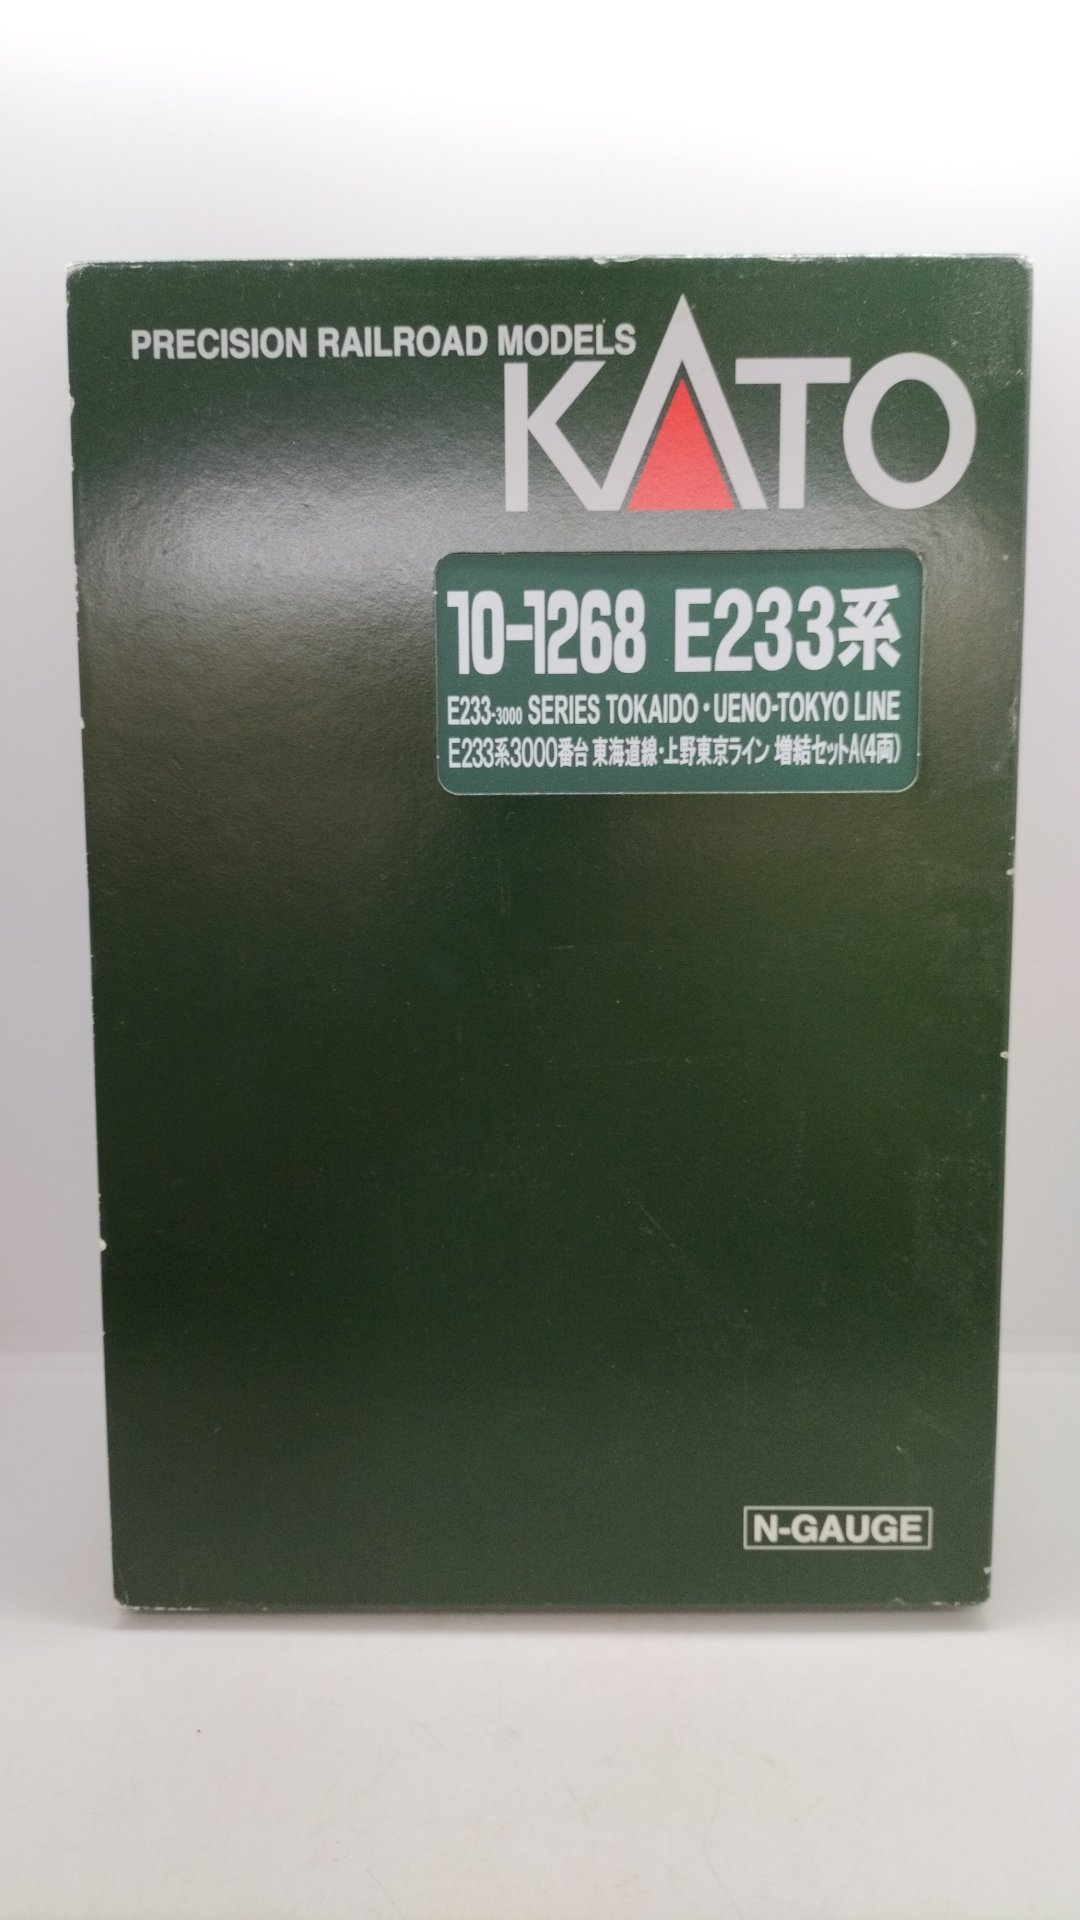 PRECISION RAILROAD MODELS
KATO
10-1268 E233系
E233-3000 SERIES TOKAIDO・UENO-TOKYO LINE
E233系3000番台 東海道線・上野東京ライン 増結セットA(4両)
N-GAUGE